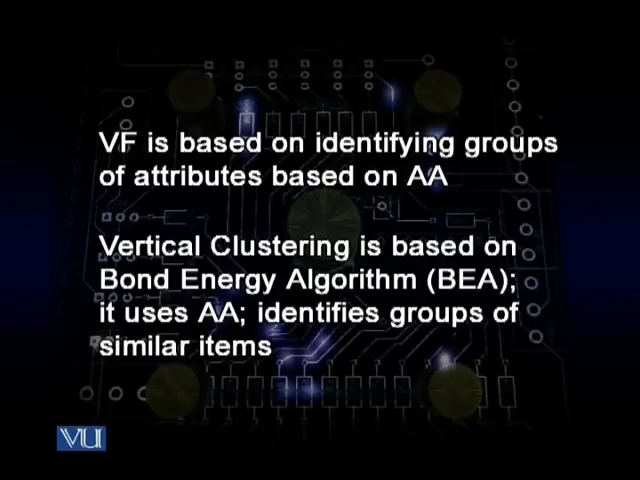 VF is based on identifying groups
of attributes based on AA
Vertical Clustering is based on
Bond Energy Algorithm (BEA);
it uses AA; identifies groups of
similar items
VU